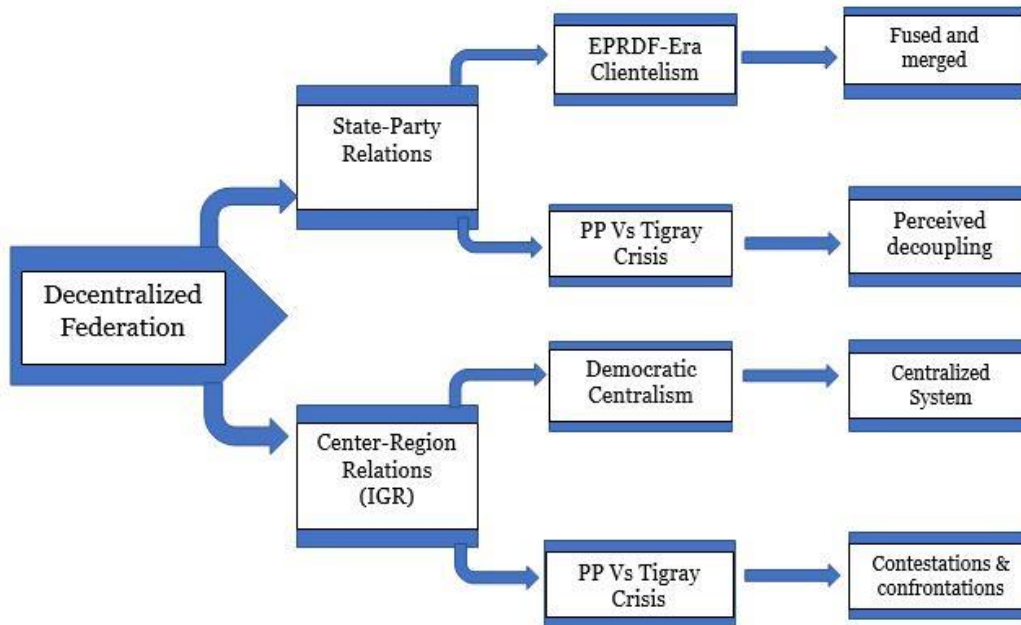 Decentralized
Federation
State-Party
Relations
EPRDF-Era
Clientelism
Fused and
merged
PP Vs Tigray
Crisis
Perceived
decoupling
Center-Region
Relations
(IGR)
Democratic
Centralism
Centralized
System
PP Vs Tigray
Crisis
Contestations &
confrontations